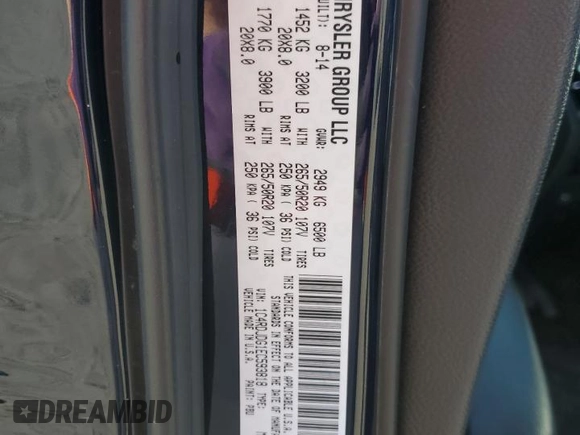 RYSLER GROUP LLC
UILT): 8-14 GVWR: 2949 KG 6500 LB
1452 KG 3200 LB WITH 265/50R20 107V TIRES
20X8.0 RIMS AT 250 KPA ( 36 PSI) COLD
1770 KG 3900 LB WITH 265/50R20 107V TIRES
20X8.0 RIMS AT 250 KPA ( 36 PSI) COLD
THIS VEHICLE CONFORMS TO ALL APPLICABLE U.S.A.
STANDARDS IN EFFECT ON THE DATE OF MANUFAC
VIN: 1C4RDJDG1EC593818 TYPE:
VEHICLE MADE IN U.S.A. PAINT: PBU